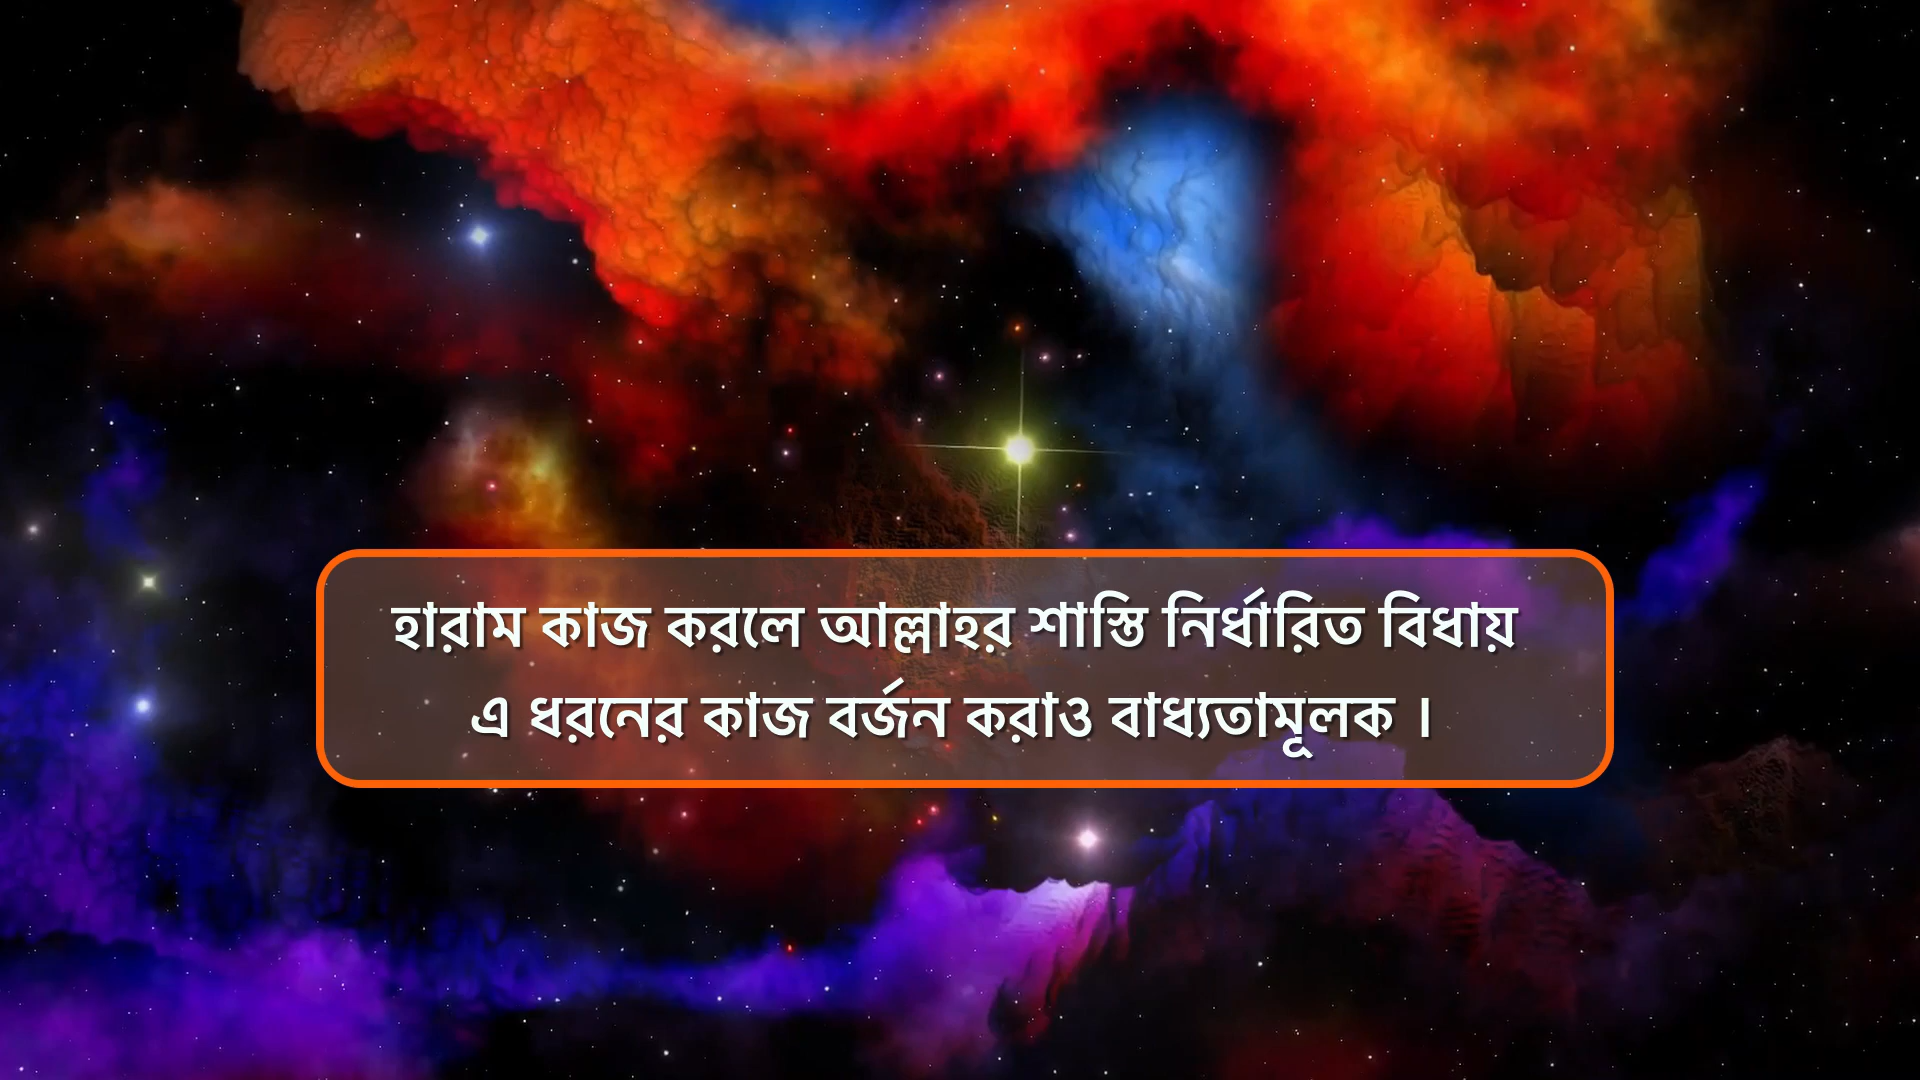 হারাম কাজ করলে আল্লাহর শাস্তি নির্ধারিত বিধায়
এ ধরনের কাজ বর্জন করাও বাধ্যতামূলক ।